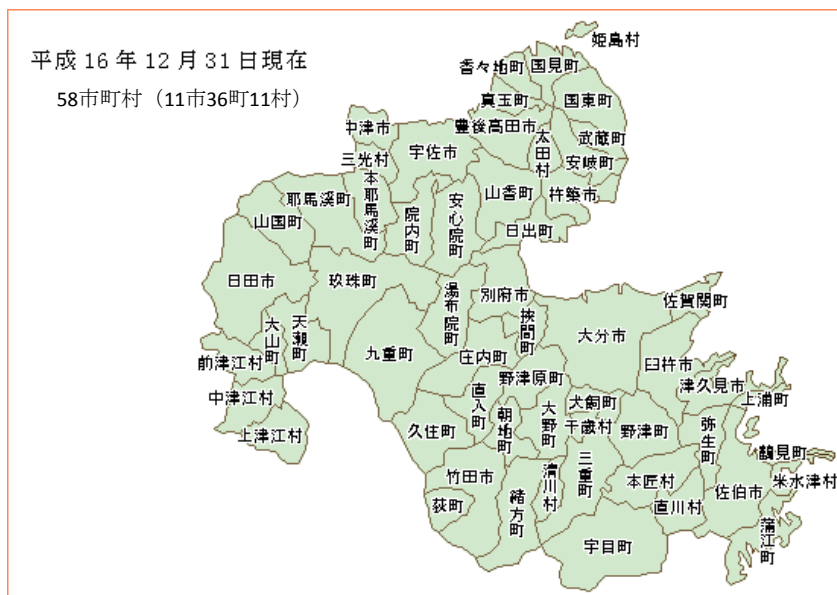 平成16年12月31日現在
58市町村（11市36町11村）
姫島村
香々地町
国見町
真玉町
国東町
中津市
豊後高田市
太田村
武蔵町
三光村
宇佐市
安岐町
耶馬溪町
本耶馬溪町
院内町
安心院町
山香町
杵築市
山国町
日出町
日田市
玖珠町
湯布院町
別府市
佐賀関町
大山町
天瀬町
挾間町
大分市
前津江村
九重町
庄内町
臼杵市
野津原町
津久見市
中津江村
直入町
朝地町
大野町
犬飼町
上浦町
上津江村
久住町
千歳村
野津町
弥生町
鶴見町
竹田市
清川村
三重町
本匠村
佐伯市
米水津村
荻町
緒方町
直川村
蒲江町
宇目町